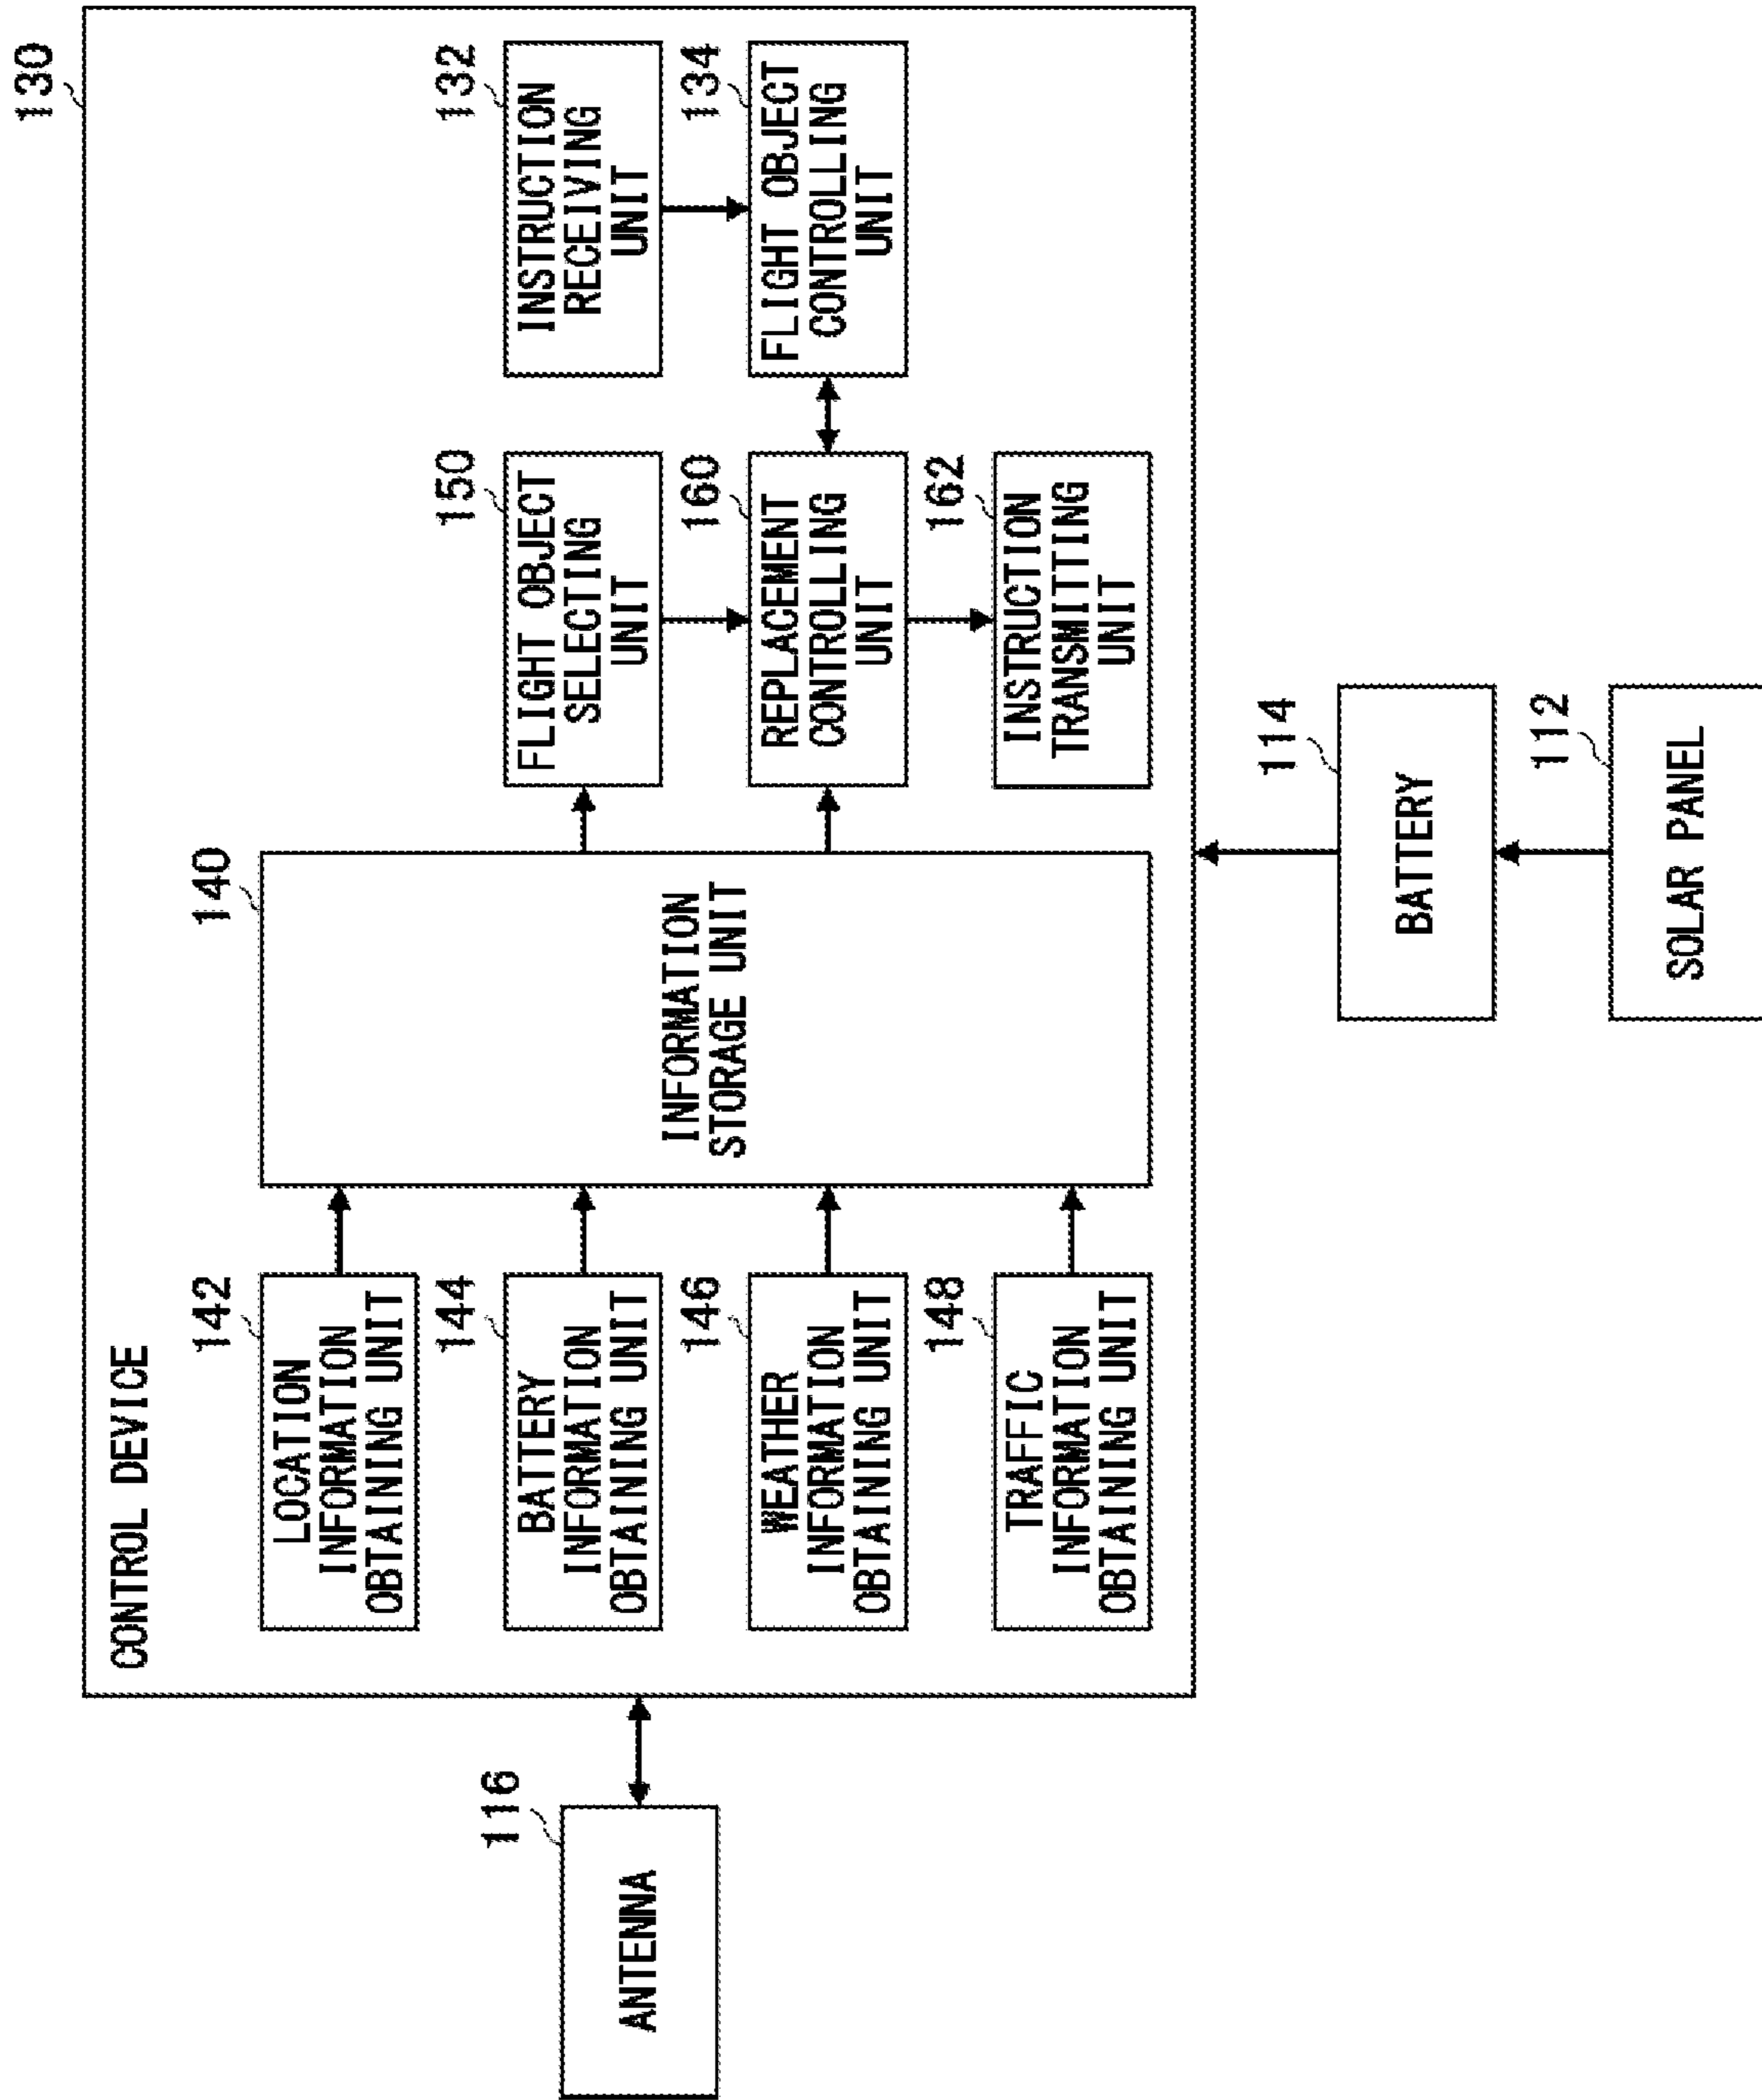 130
CONTROL DEVICE
142
LOCATION
INFORMATION
OBTAINING UNIT
144
BATTERY
INFORMATION
OBTAINING UNIT
146
WEATHER
INFORMATION
OBTAINING UNIT
148
TRAFFIC
INFORMATION
OBTAINING UNIT
140
INFORMATION
STORAGE UNIT
150
FLIGHT OBJECT
SELECTING
UNIT
160
REPLACEMENT
CONTROLLING
UNIT
162
INSTRUCTION
TRANSMITTING
UNIT
132
INSTRUCTION
RECEIVING
UNIT
134
FLIGHT OBJECT
CONTROLLING
UNIT
116
ANTENNA
114
BATTERY
112
SOLAR PANEL